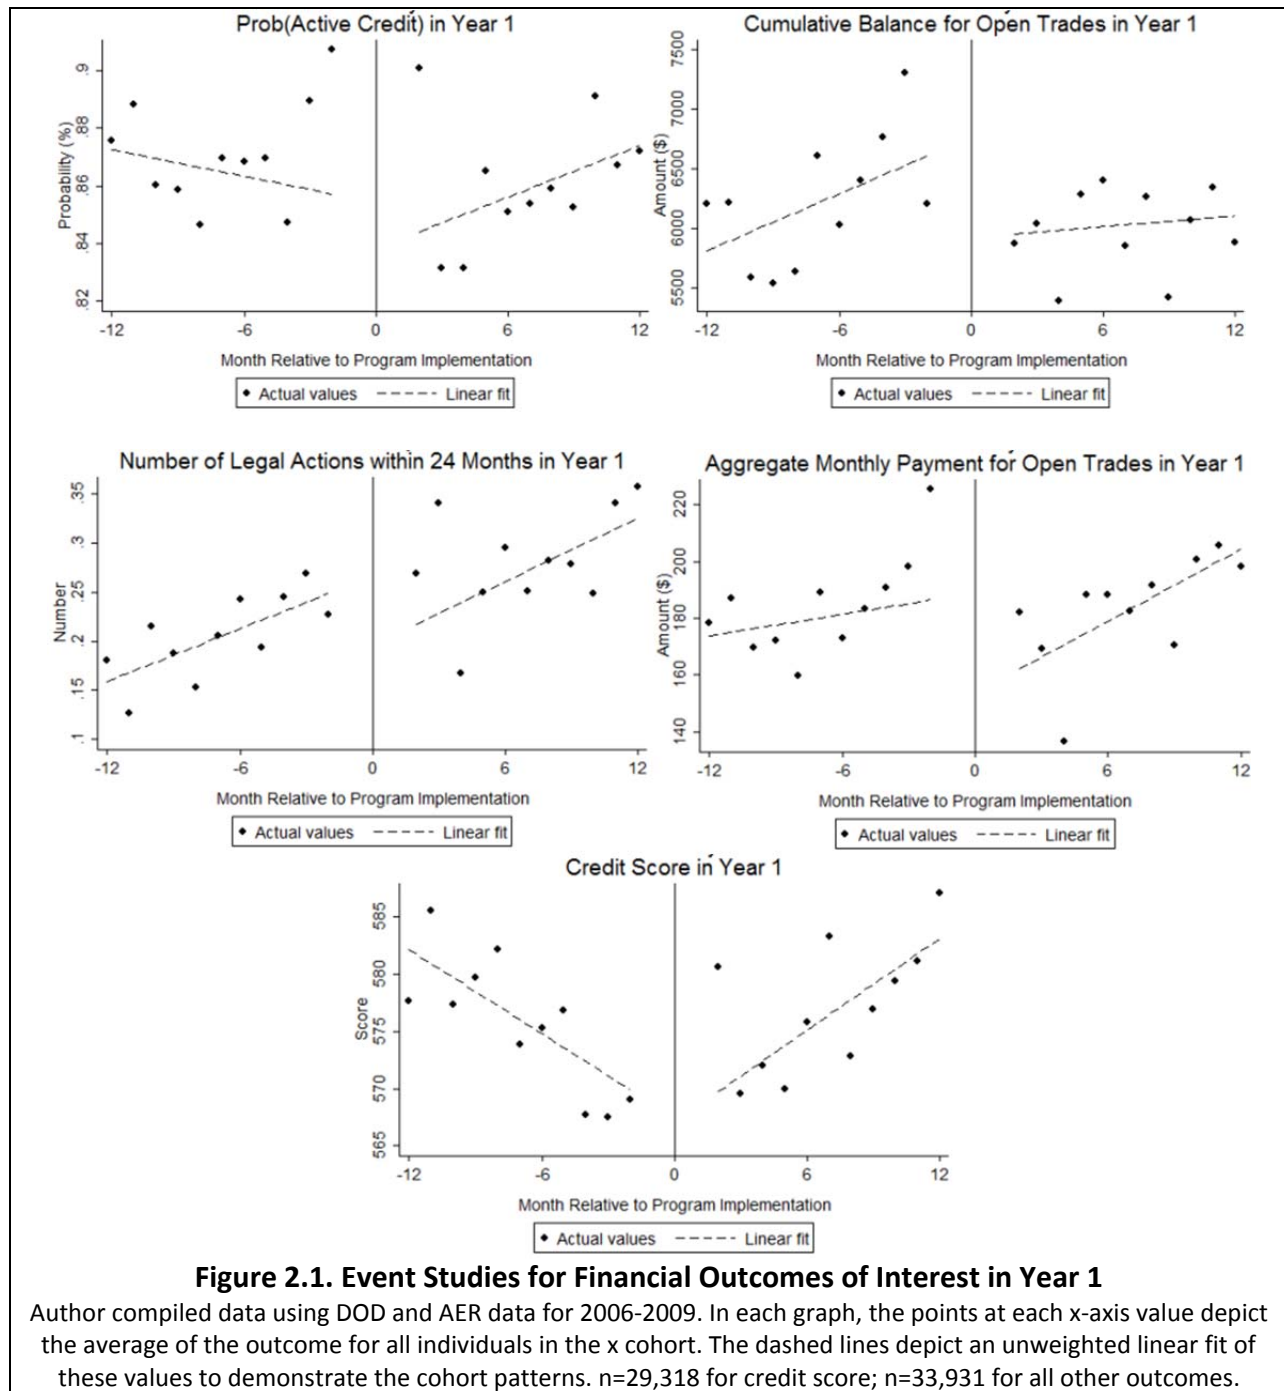 Prob(Active Credit) in Year 1
Probability (%)
.9
.88
.86
.84
.82
-12 -6 0 6 12
Month Relative to Program Implementation
Actual values Linear fit
Cumulative Balance for Open Trades in Year 1
Amount ($)
7500
7000
6500
6000
5500
-12 -6 0 6 12
Month Relative to Program Implementation
Actual values Linear fit
Number of Legal Actions within 24 Months in Year 1
Number
.35
.3
.25
.2
.15
.1
-12 -6 0 6 12
Month Relative to Program Implementation
Actual values Linear fit
Aggregate Monthly Payment for Open Trades in Year 1
Amount ($)
220
200
180
160
140
-12 -6 0 6 12
Month Relative to Program Implementation
Actual values Linear fit
Credit Score in Year 1
Score
585
580
575
570
565
-12 -6 0 6 12
Month Relative to Program Implementation
Actual values Linear fit
Figure 2.1. Event Studies for Financial Outcomes of Interest in Year 1
Author compiled data using DOD and AER data for 2006-2009. In each graph, the points at each x-axis value depict
the average of the outcome for all individuals in the x cohort. The dashed lines depict an unweighted linear fit of
these values to demonstrate the cohort patterns. n=29,318 for credit score; n=33,931 for all other outcomes.